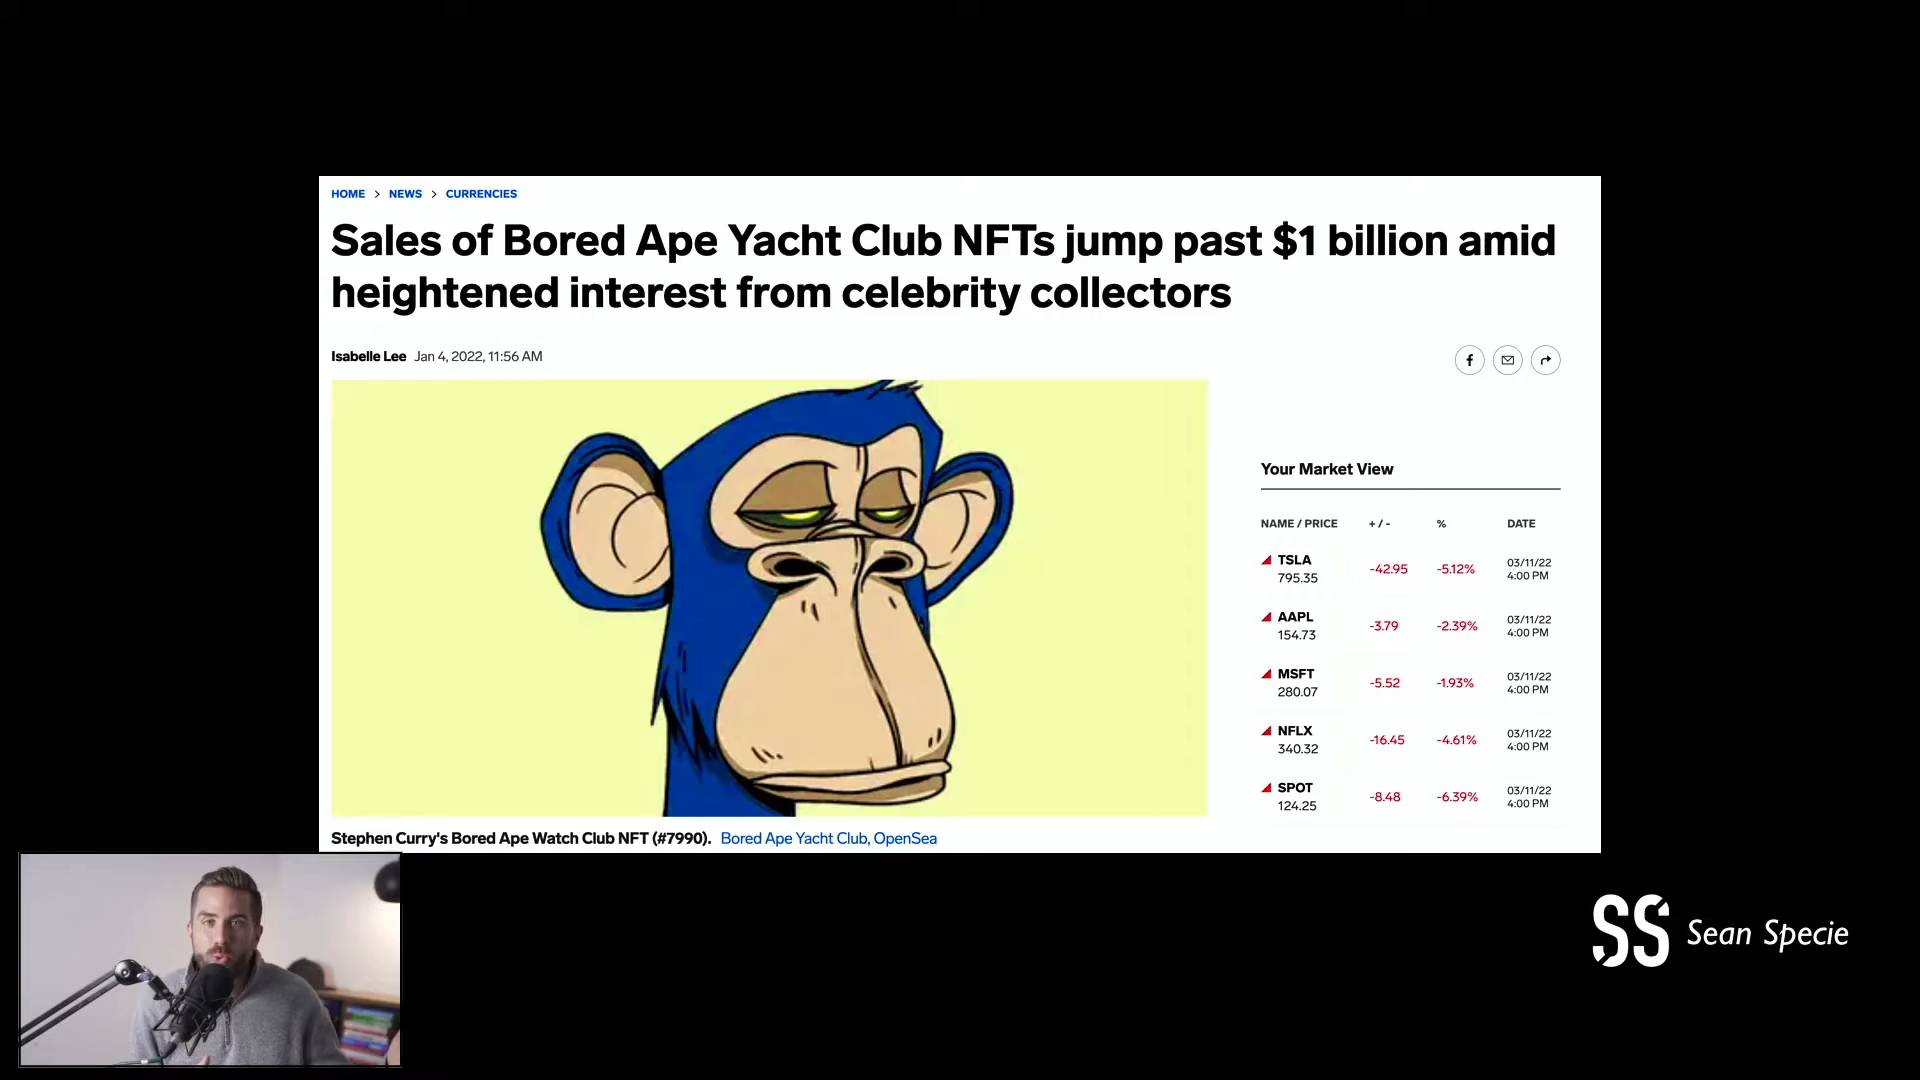 HOME > NEWS > CURRENCIES
Sales of Bored Ape Yacht Club NFTs jump past $1 billion amid
heightened interest from celebrity collectors
Isabelle Lee Jan 4, 2022, 11:56 AM
Your Market View
NAME / PRICE + / - % DATE
TSLA
795.35 -42.95 -5.12% 03/11/22
4:00 PM
AAPL
154.73 -3.79 -2.39% 03/11/22
4:00 PM
MSFT
280.07 -5.52 -1.93% 03/11/22
4:00 PM
NFLX
340.32 -16.45 -4.61% 03/11/22
4:00 PM
SPOT
124.25 -8.48 -6.39% 03/11/22
4:00 PM
Stephen Curry's Bored Ape Watch Club NFT (#7990). Bored Ape Yacht Club, OpenSea
SS Sean Specie